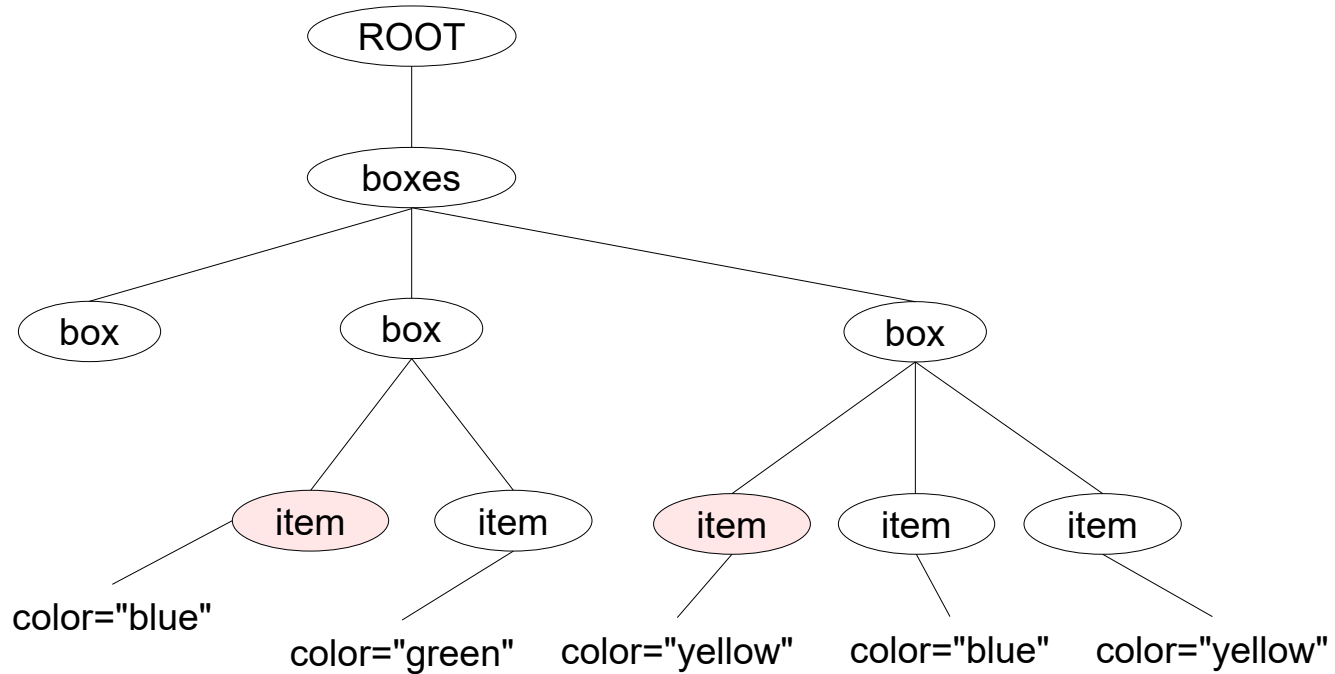 ROOT
boxes
box
box
box
item
item
item
item
item
color="blue"
color="green"
color="yellow"
color="blue"
color="yellow"